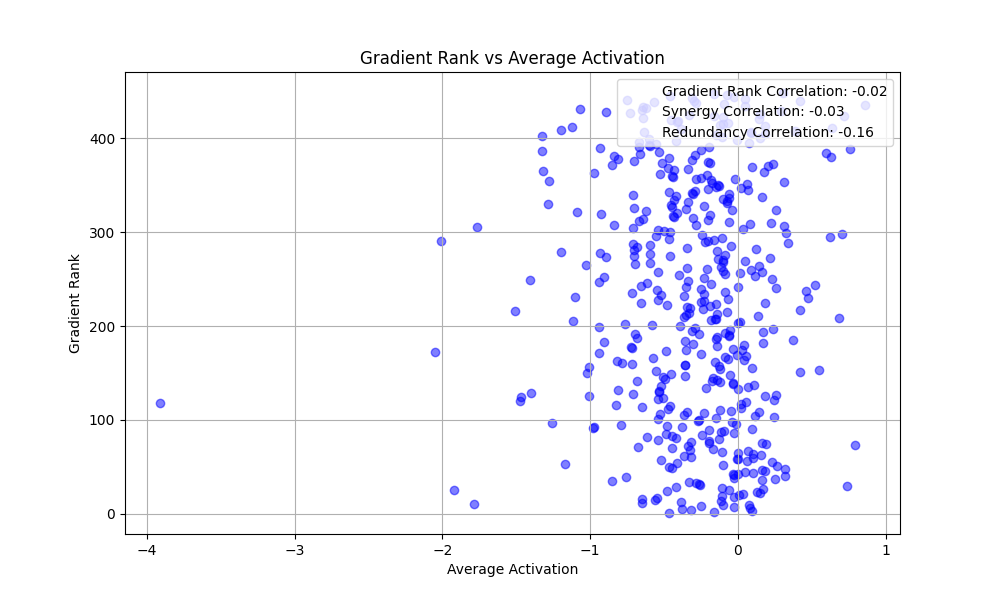 Gradient Rank vs Average Activation
Gradient Rank Correlation: -0.02
Synergy Correlation: -0.03
Redundancy Correlation: -0.16
400
300
200
100
0
Gradient Rank
−4
−3
−2
−1
0
1
Average Activation